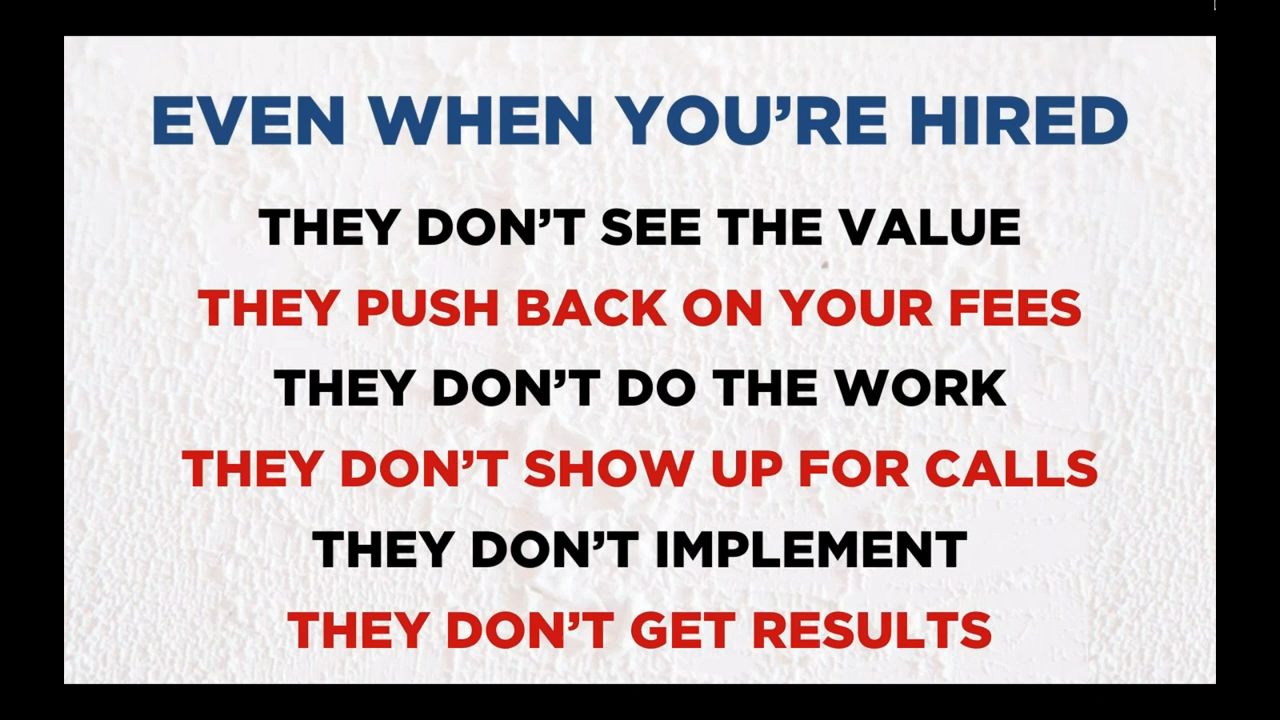 EVEN WHEN YOU’RE HIRED
THEY DON’T SEE THE VALUE
THEY PUSH BACK ON YOUR FEES
THEY DON’T DO THE WORK
THEY DON’T SHOW UP FOR CALLS
THEY DON’T IMPLEMENT
THEY DON’T GET RESULTS